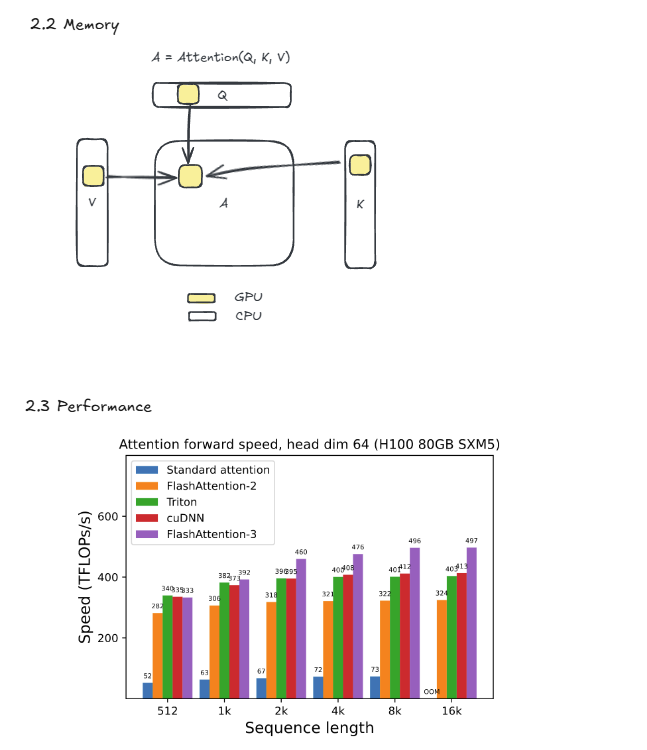 2.2 Memory
A = Attention(Q, K, V)
Q
V
A
K
GPU
CPU
2.3 Performance
Attention forward speed, head dim 64 (H100 80GB SXM5)
Standard attention
FlashAttention-2
Triton
cuDNN
FlashAttention-3
Speed (TFLOPs/s)
600
400
200
52 282 340 335 333
63 306 382 373 392
67 318 396 395 460
72 321 400 408 476
73 322 401 412 496
OOM 324 403 413 497
512 1k 2k 4k 8k 16k
Sequence length